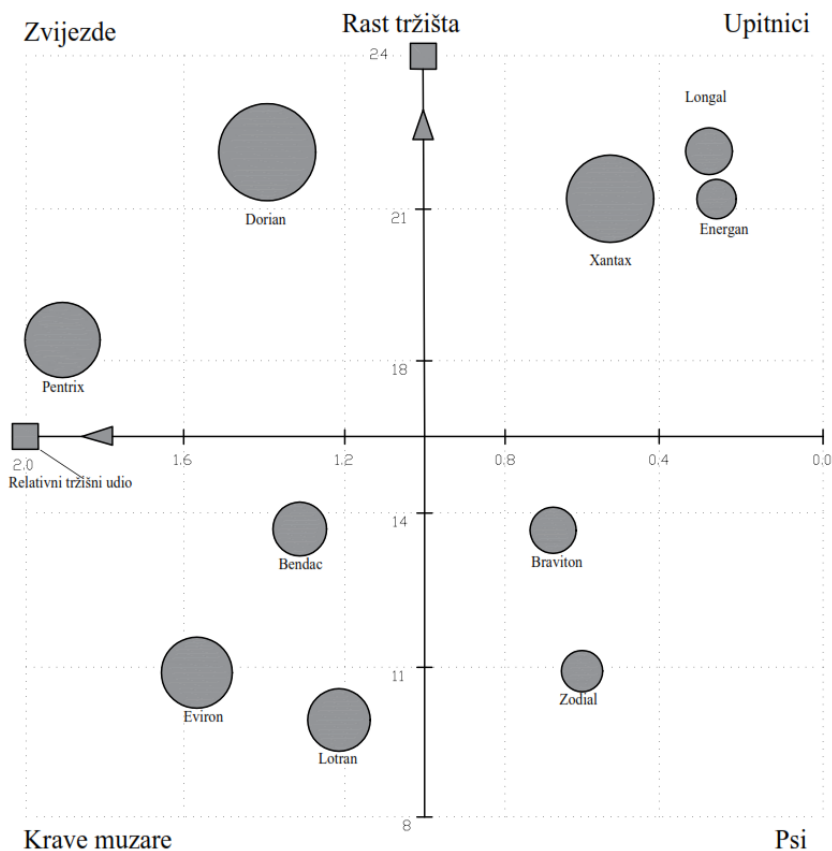 Zvijezde
Rast tržišta
Upitnici
24
Longal
Dorian
21
Energan
Xantax
18
Pentrix
2.0
1.6
1.2
0.8
0.4
0.0
Relativni tržišni udio
14
Bendac
Braviton
11
Eviron
Zodial
Lotran
8
Krave muzare
Psi